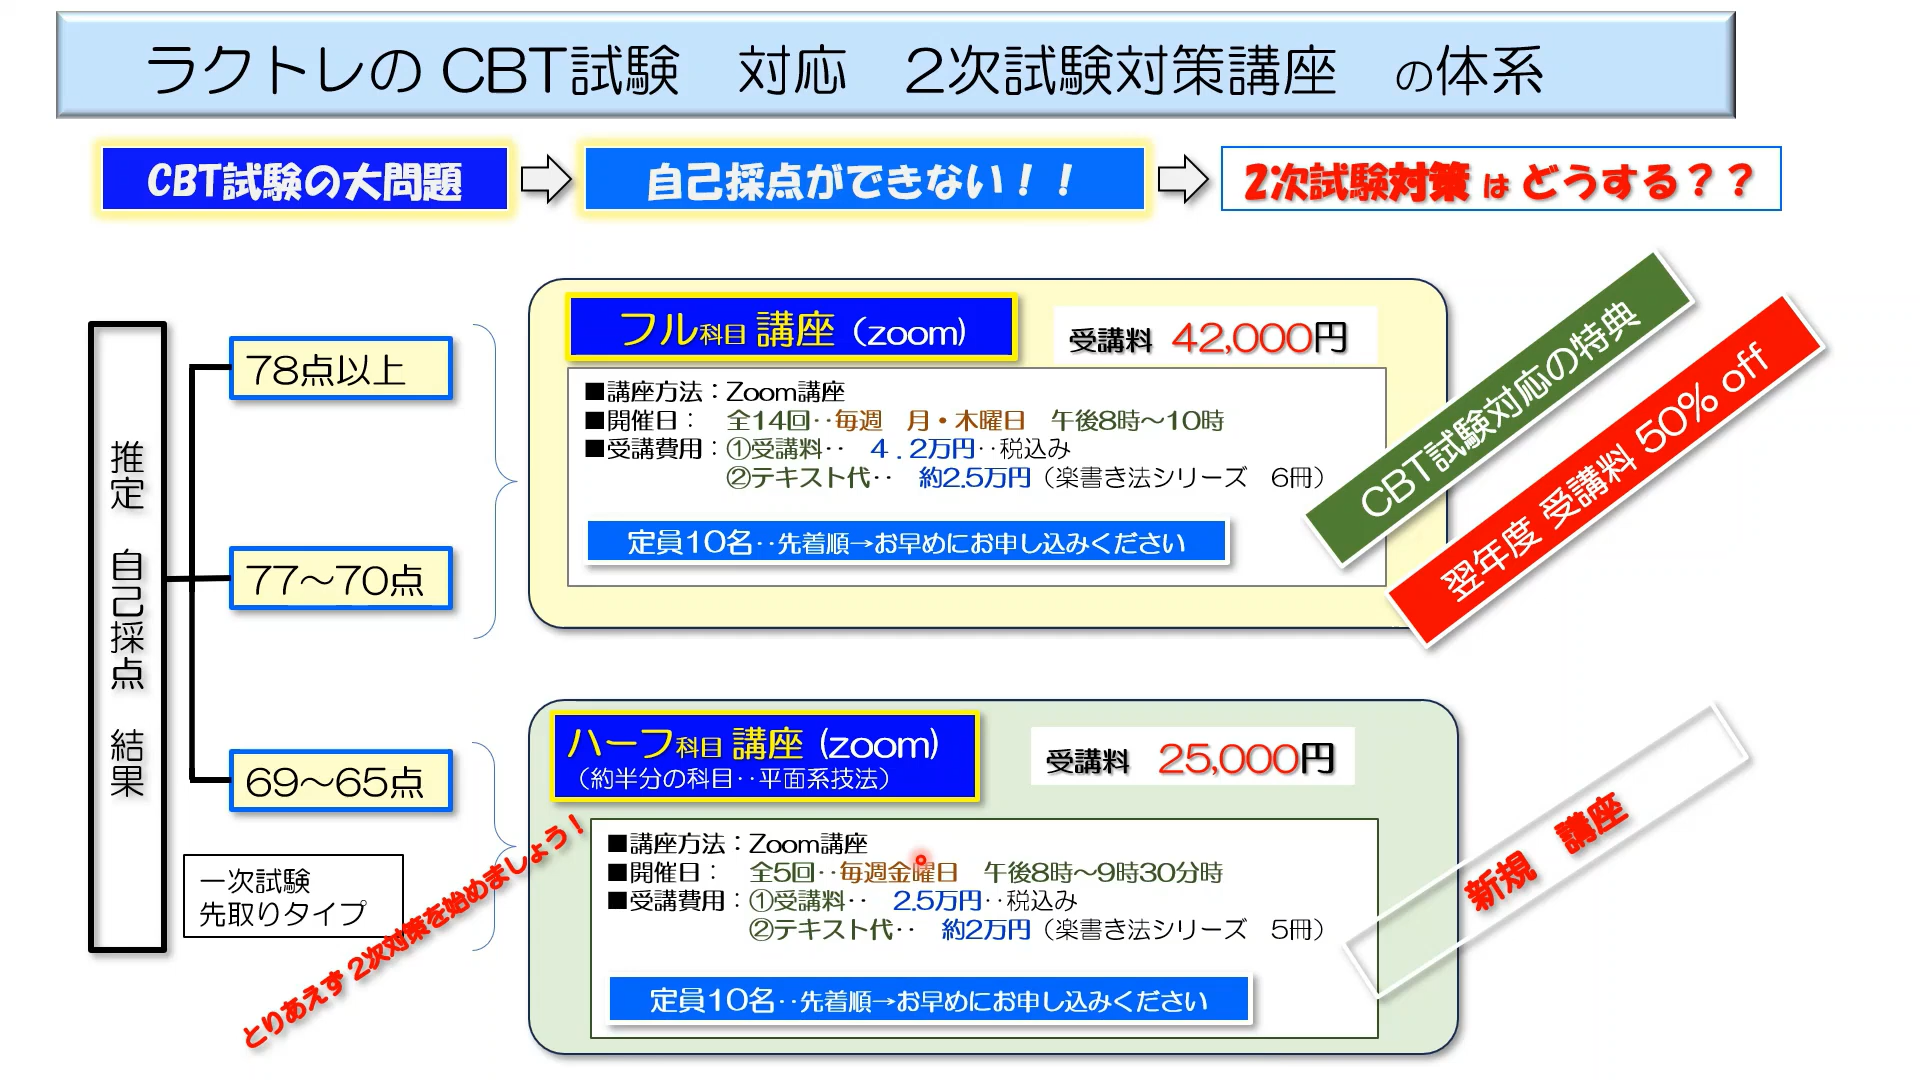 ラクトレの CBT試験　対応　2次試験対策講座　の体系
CBT試験の大問題
自己採点ができない！！
2次試験対策 は どうする？？
推定　自己採点　結果
78点以上
77～70点
69～65点
一次試験
先取りタイプ
とりあえず 2次対策を始めましょう！
フル科目 講座（zoom)
受講料　42,000円
■講座方法：Zoom講座
■開催日：　全14回‥毎週　月・木曜日　午後8時～10時
■受講費用：①受講料‥　４．２万円‥税込み
②テキスト代‥　約2.5万円（楽書き法シリーズ　6冊）
定員10名‥先着順→お早めにお申し込みください
CBT試験対応の特典
翌年度 受講料 50% off
ハーフ科目 講座 (zoom)
（約半分の科目‥平面系技法）
受講料　25,000円
■講座方法：Zoom講座
■開催日：　全5回‥毎週金曜日　午後8時～9時30分時
■受講費用：①受講料‥　2.5万円‥税込み
②テキスト代‥　約2万円（楽書き法シリーズ　5冊）
定員10名‥先着順→お早めにお申し込みください
新規　講座